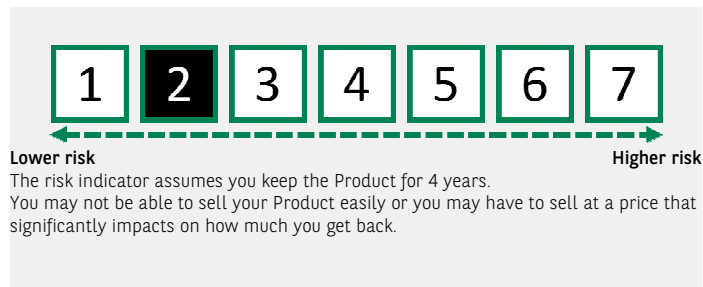 1 2 3 4 5 6 7
Lower risk Higher risk
The risk indicator assumes you keep the Product for 4 years.
You may not be able to sell your Product easily or you may have to sell at a price that
significantly impacts on how much you get back.